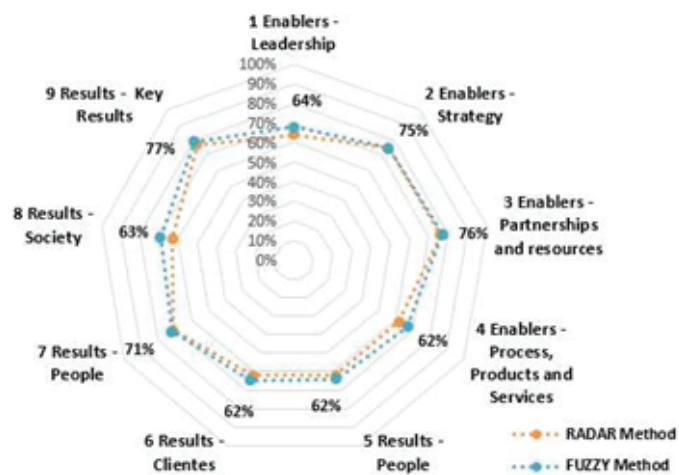 1 Enablers -
Leadership
100%
90%
80%
70%
60%
50%
40%
30%
20%
10%
0%
64%
2 Enablers -
Strategy
75%
3 Enablers -
Partnerships
and resources
76%
4 Enablers -
Process,
Products and
Services
62%
5 Results -
People
62%
6 Results -
Clientes
62%
7 Results -
People
71%
8 Results -
Society
63%
9 Results - Key
Results
77%
RADAR Method
FUZZY Method